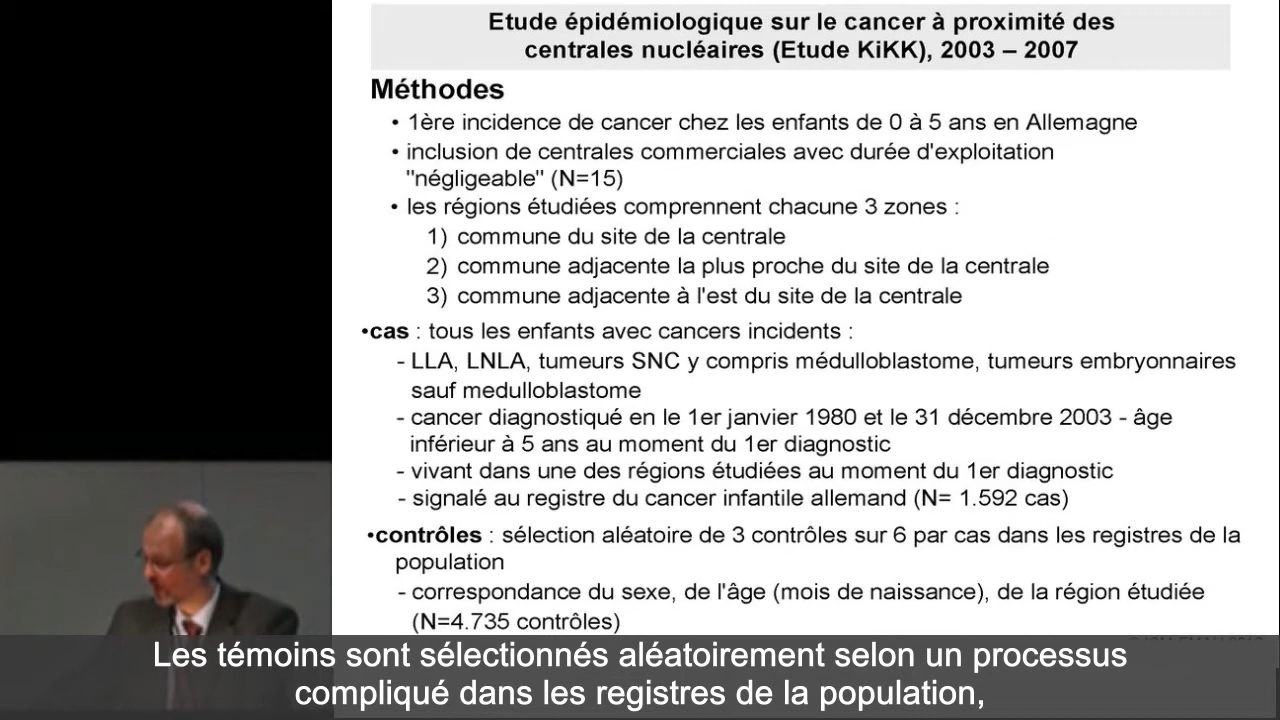 Etude épidémiologique sur le cancer à proximité des
centrales nucléaires (Etude KiKK), 2003 – 2007
Méthodes
• 1ère incidence de cancer chez les enfants de 0 à 5 ans en Allemagne
• inclusion de centrales commerciales avec durée d'exploitation
"négligeable" (N=15)
• les régions étudiées comprennent chacune 3 zones :
1) commune du site de la centrale
2) commune adjacente la plus proche du site de la centrale
3) commune adjacente à l'est du site de la centrale
•cas : tous les enfants avec cancers incidents :
- LLA, LNLA, tumeurs SNC y compris médulloblastome, tumeurs embryonnaires
sauf medulloblastome
- cancer diagnostiqué en le 1er janvier 1980 et le 31 décembre 2003 - âge
inférieur à 5 ans au moment du 1er diagnostic
- vivant dans une des régions étudiées au moment du 1er diagnostic
- signalé au registre du cancer infantile allemand (N= 1.592 cas)
•contrôles : sélection aléatoire de 3 contrôles sur 6 par cas dans les registres de la
population
- correspondance du sexe, de l'âge (mois de naissance), de la région étudiée
(N=4.735 contrôles)
Les témoins sont sélectionnés aléatoirement selon un processus
compliqué dans les registres de la population,